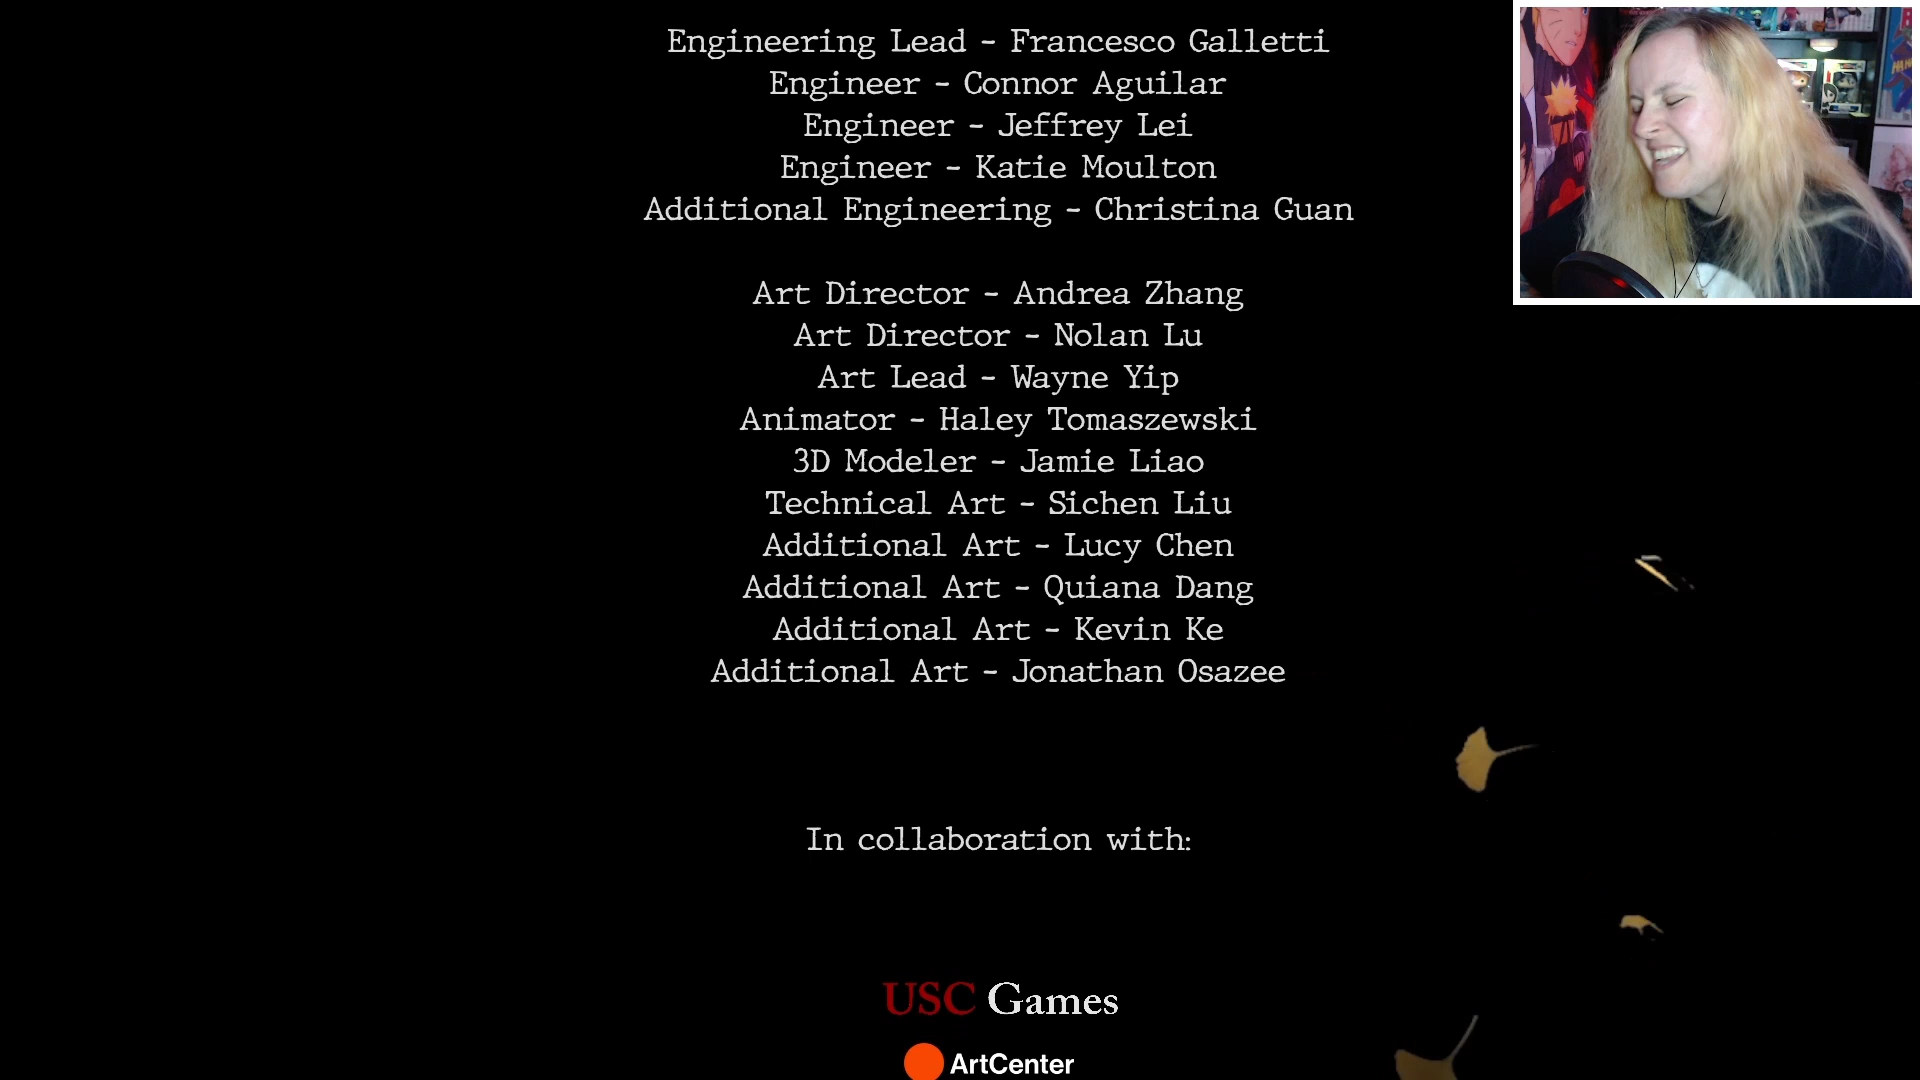 Engineering Lead - Francesco Galletti
Engineer - Connor Aguilar
Engineer - Jeffrey Lei
Engineer - Katie Moulton
Additional Engineering - Christina Guan
Art Director - Andrea Zhang
Art Director - Nolan Lu
Art Lead - Wayne Yip
Animator - Haley Tomaszewski
3D Modeler - Jamie Liao
Technical Art - Sichen Liu
Additional Art - Lucy Chen
Additional Art - Quiana Dang
Additional Art - Kevin Ke
Additional Art - Jonathan Osazee
In collaboration with:
USC Games
ArtCenter